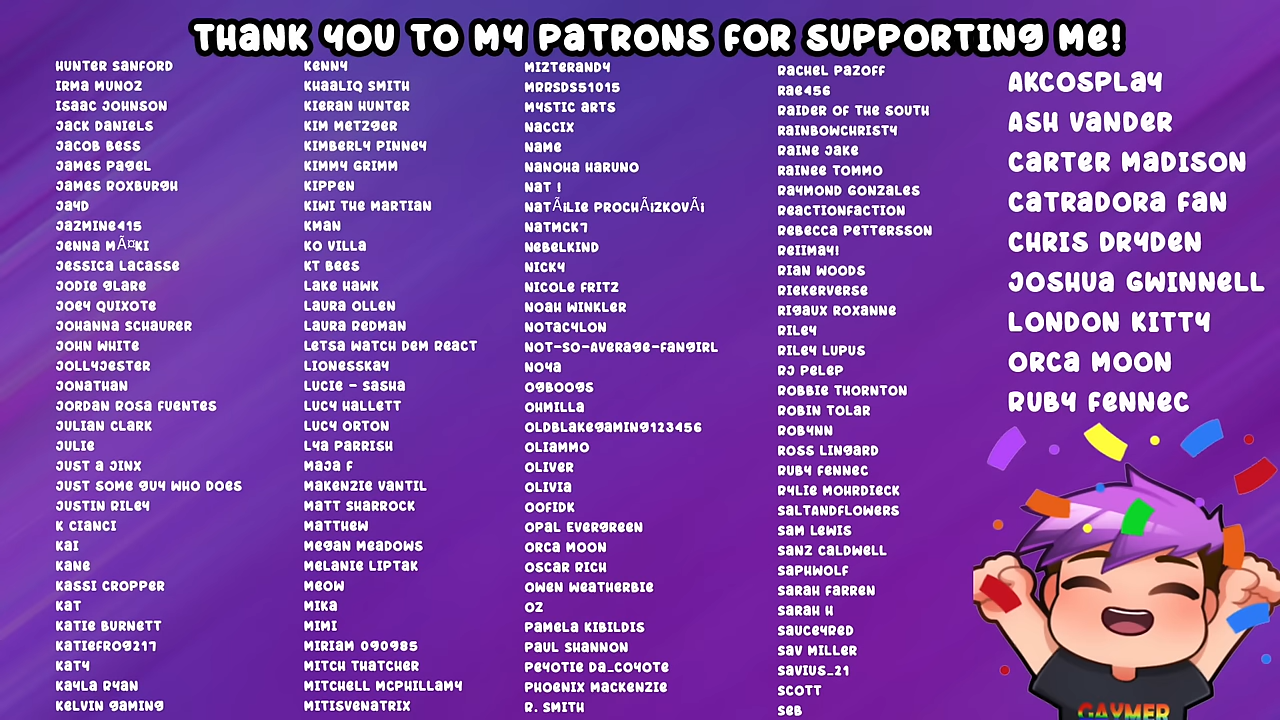 THANK YOU TO MY PATRONS FOR SUPPORTING ME!
HUNTER SANFORD
IRMA MUNOZ
ISAAC JOHNSON
JACK DANIELS
JACOB BESS
JAMES PAGEL
JAMES ROXBURGH
JAYD
JAZMINE415
JENNA MÃ¤KI
JESSICA LACASSE
JODIE GLARE
JOEY QUIXOTE
JOHANNA SCHAURER
JOHN WHITE
JOLLYJESTER
JONATHAN
JORDAN ROSA FUENTES
JULIAN CLARK
JULIE
JUST A JINX
JUST SOME GUY WHO DOES
JUSTIN RILEY
K CIANCI
KAI
KANE
KASSI CROPPER
KAT
KATIE BURNETT
KATIEFROG217
KATY
KAYLA RYAN
KELVIN GAMING
KENNY
KHAALIQ SMITH
KIERAN HUNTER
KIM METZGER
KIMBERLY PINNEY
KIMMY GRIMM
KIPPEN
KIWI THE MARTIAN
KMAN
KO VILLA
KT BEES
LAKE HAWK
LAURA OLLEN
LAURA REDMAN
LETSA WATCH DEM REACT
LIONESSKAY
LUCIE - SASHA
LUCY HALLETT
LUCY ORTON
LYA PARRISH
MAJA F
MAKENZIE VANTIL
MATT SHARROCK
MATTHEW
MEGAN MEADOWS
MELANIE LIPTAK
MEOW
MIKA
MIMI
MIRIAM 090985
MITCH THATCHER
MITCHELL MCPHILLAMY
MITISVENATRIX
MIZTERANDY
MRRSDS51015
MYSTIC ARTS
NACCIX
NAME
NANOHA HARUNO
NAT !
NATÃ¡LIE PROCHÃ¡ZKOVÃ¡
NATMCK7
NEBELKIND
NICKY
NICOLE FRITZ
NOAH WINKLER
NOTACYLON
NOT-SO-AVERAGE-FANGIRL
NOYA
OGBOOGS
OHMILLA
OLDBLAKEGAMING123456
OLIAMMO
OLIVER
OLIVIA
OOFIDK
OPAL EVERGREEN
ORCA MOON
OSCAR RICH
OWEN WEATHERBIE
OZ
PAMELA KIBILDIS
PAUL SHANNON
PEYOTIE DA_COYOTE
PHOENIX MACKENZIE
R. SMITH
RACHEL PAZOFF
RAE456
RAIDER OF THE SOUTH
RAINBOWCHRISTY
RAINE JAKE
RAINEE TOMMO
RAYMOND GONZALES
REACTIONFACTION
REBECCA PETTERSSON
REIIMAY!
RIAN WOODS
RIEKERVERSE
RIGAUX ROXANNE
RILEY
RILEY LUPUS
RJ PELEP
ROBBIE THORNTON
ROBIN TOLAR
ROBYNN
ROSS LINGARD
RUBY FENNEC
RYLIE MOHRDIECK
SALTANDFLOWERS
SAM LEWIS
SANZ CALDWELL
SAPHWOLF
SARAH FARREN
SARAH H
SAUCEYRED
SAV MILLER
SAVIUS_21
SCOTT
SEB
AKCOSPLAY
ASH VANDER
CARTER MADISON
CATRADORA FAN
CHRIS DRYDEN
JOSHUA GWINNELL
LONDON KITTY
ORCA MOON
RUBY FENNEC
GAYMER